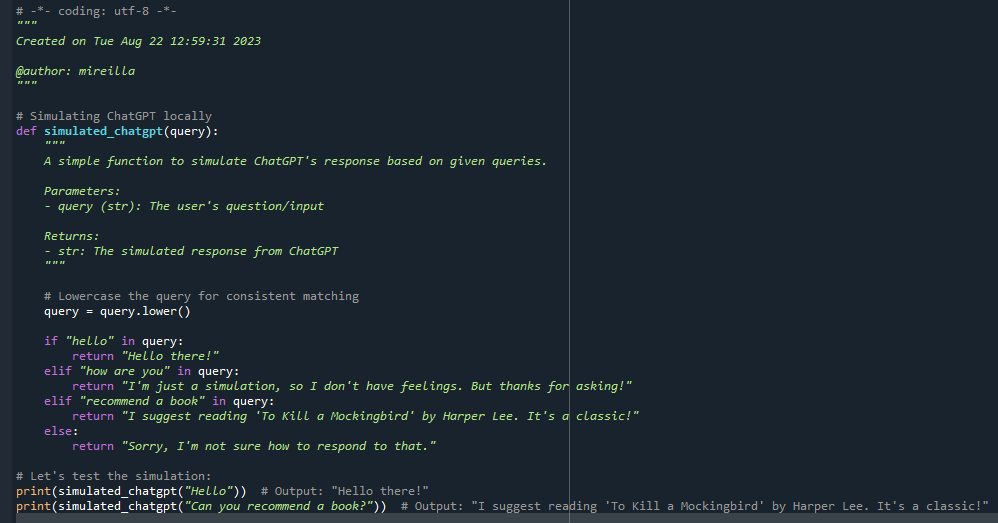 # -*- coding: utf-8 -*-
"""
Created on Tue Aug 22 12:59:31 2023

@author: mireilla
"""

# Simulating ChatGPT locally
def simulated_chatgpt(query):
    """
    A simple function to simulate ChatGPT's response based on given queries.

    Parameters:
    - query (str): The user's question/input

    Returns:
    - str: The simulated response from ChatGPT
    """

    # Lowercase the query for consistent matching
    query = query.lower()

    if "hello" in query:
        return "Hello there!"
    elif "how are you" in query:
        return "I'm just a simulation, so I don't have feelings. But thanks for asking!"
    elif "recommend a book" in query:
        return "I suggest reading 'To Kill a Mockingbird' by Harper Lee. It's a classic!"
    else:
        return "Sorry, I'm not sure how to respond to that."

# Let's test the simulation:
print(simulated_chatgpt("Hello"))  # Output: "Hello there!"
print(simulated_chatgpt("Can you recommend a book?"))  # Output: "I suggest reading 'To Kill a Mockingbird' by Harper Lee. It's a classic!"